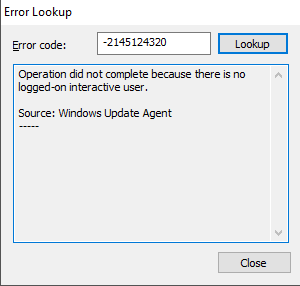 Error Lookup
Error code:
-2145124320
Lookup
Operation did not complete because there is no
logged-on interactive user.
Source: Windows Update Agent
-----
Close